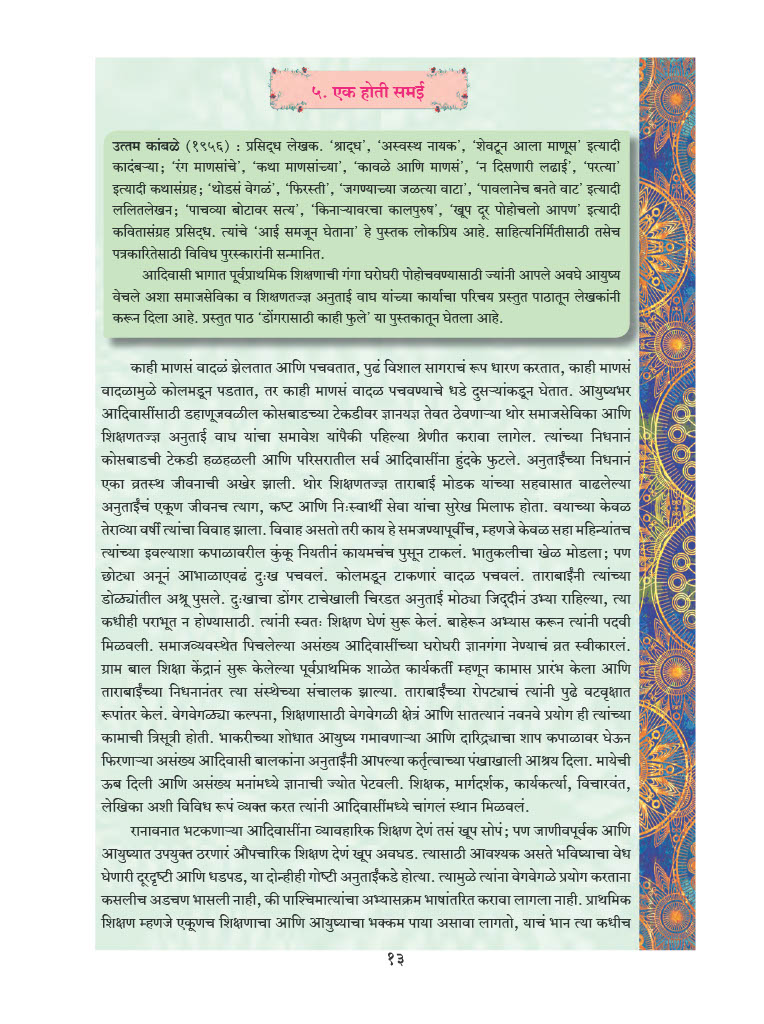 ५. एक होती समई
उत्तम कांबळे (१९५६) : प्रसिद्ध लेखक. ‘श्राद्ध’, ‘अस्वस्थ नायक’, ‘शेवटून आला माणूस’ इत्यादी
कादंबऱ्या; ‘रंग माणसांचे’, ‘कथा माणसांच्या’, ‘कावळे आणि माणसं’, ‘न दिसणारी लढाई’, ‘परत्या’
इत्यादी कथासंग्रह; ‘थोडसं वेगळं’, ‘फिरस्ती’, ‘जगण्याच्या जळत्या वाटा’, ‘पावलानेच बनते वाट’ इत्यादी
ललितलेखन; ‘पाचव्या बोटावर सत्य’, ‘किनाऱ्यावरचा कालपुरुष’, ‘खूप दूर पोहोचलो आपण’ इत्यादी
कवितासंग्रह प्रसिद्ध. त्यांचे ‘आई समजून घेताना’ हे पुस्तक लोकप्रिय आहे. साहित्यनिर्मितीसाठी तसेच
पत्रकारितेसाठी विविध पुरस्कारांनी सन्मानित.
आदिवासी भागात पूर्वप्राथमिक शिक्षणाची गंगा घरोघरी पोहोचवण्यासाठी ज्यांनी आपले अवघे आयुष्य
वेचले अशा समाजसेविका व शिक्षणतज्ज्ञ अनुताई वाघ यांच्या कार्याचा परिचय प्रस्तुत पाठातून लेखकांनी
करून दिला आहे. प्रस्तुत पाठ ‘डोंगरासाठी काही फुले’ या पुस्तकातून घेतला आहे.
काही माणसं वादळं झेलतात आणि पचवतात, पुढं विशाल सागराचं रूप धारण करतात, काही माणसं
वादळामुळे कोलमडून पडतात, तर काही माणसं वादळ पचवण्याचे धडे दुसऱ्यांकडून घेतात. आयुष्यभर
आदिवासींसाठी डहाणूजवळील कोसबाडच्या टेकडीवर ज्ञानयज्ञ तेवत ठेवणाऱ्या थोर समाजसेविका आणि
शिक्षणतज्ज्ञ अनुताई वाघ यांचा समावेश यांपैकी पहिल्या श्रेणीत करावा लागेल. त्यांच्या निधनानं
कोसबाडची टेकडी हळहळली आणि परिसरातील सर्व आदिवासींना हुंदके फुटले. अनुताईंच्या निधनानं
एका व्रतस्थ जीवनाची अखेर झाली. थोर शिक्षणतज्ज्ञ ताराबाई मोडक यांच्या सहवासात वाढलेल्या
अनुताईंचं एकूण जीवनच त्याग, कष्ट आणि निःस्वार्थी सेवा यांचा सुरेख मिलाफ होता. वयाच्या केवळ
तेराव्या वर्षी त्यांचा विवाह झाला. विवाह असतो तरी काय हे समजण्यापूर्वीच, म्हणजे केवळ सहा महिन्यांतच
त्यांच्या इवल्याशा कपाळावरील कुंकू नियतीनं कायमचंच पुसून टाकलं. भातुकलीचा खेळ मोडला; पण
छोट्या अनूनं आभाळाएवढं दुःख पचवलं. कोलमडून टाकणारं वादळ पचवलं. ताराबाईंनी त्यांच्या
डोळ्यांतील अश्रू पुसले. दुःखाचा डोंगर टाचेखाली चिरडत अनुताई मोठ्या जिद्दीनं उभ्या राहिल्या, त्या
कधीही पराभूत न होण्यासाठी. त्यांनी स्वतः शिक्षण घेणं सुरू केलं. बाहेरून अभ्यास करून त्यांनी पदवी
मिळवली. समाजव्यवस्थेत पिचलेल्या असंख्य आदिवासींच्या घरोघरी ज्ञानगंगा नेण्याचं व्रत स्वीकारलं.
ग्राम बाल शिक्षा केंद्रानं सुरू केलेल्या पूर्वप्राथमिक शाळेत कार्यकर्ती म्हणून कामास प्रारंभ केला आणि
ताराबाईंच्या निधनानंतर त्या संस्थेच्या संचालक झाल्या. ताराबाईंच्या रोपट्याचं त्यांनी पुढे वटवृक्षात
रूपांतर केलं. वेगवेगळ्या कल्पना, शिक्षणासाठी वेगवेगळी क्षेत्रं आणि सातत्यानं नवनवे प्रयोग ही त्यांच्या
कामाची त्रिसूत्री होती. भाकरीच्या शोधात आयुष्य गमावणाऱ्या आणि दारिद्र्याचा शाप कपाळावर घेऊन
फिरणाऱ्या असंख्य आदिवासी बालकांना अनुताईंनी आपल्या कर्तृत्वाच्या पंखाखाली आश्रय दिला. मायेची
ऊब दिली आणि असंख्य मनांमध्ये ज्ञानाची ज्योत पेटवली. शिक्षक, मार्गदर्शक, कार्यकर्त्या, विचारवंत,
लेखिका अशी विविध रूपं व्यक्त करत त्यांनी आदिवासींमध्ये चांगलं स्थान मिळवलं.
रानावनात भटकणाऱ्या आदिवासींना व्यावहारिक शिक्षण देणं तसं खूप सोपं; पण जाणीवपूर्वक आणि
आयुष्यात उपयुक्त ठरणारं औपचारिक शिक्षण देणं खूप अवघड. त्यासाठी आवश्यक असते भविष्याचा वेध
घेणारी दूरदृष्टी आणि धडपड, या दोन्हीही गोष्टी अनुताईंकडे होत्या. त्यामुळे त्यांना वेगवेगळे प्रयोग करताना
कसलीच अडचण भासली नाही, की पाश्चिमात्यांचा अभ्यासक्रम भाषांतरित करावा लागला नाही. प्राथमिक
शिक्षण म्हणजे एकूणच शिक्षणाचा आणि आयुष्याचा भक्कम पाया असावा लागतो, याचं भान त्या कधीच
१३